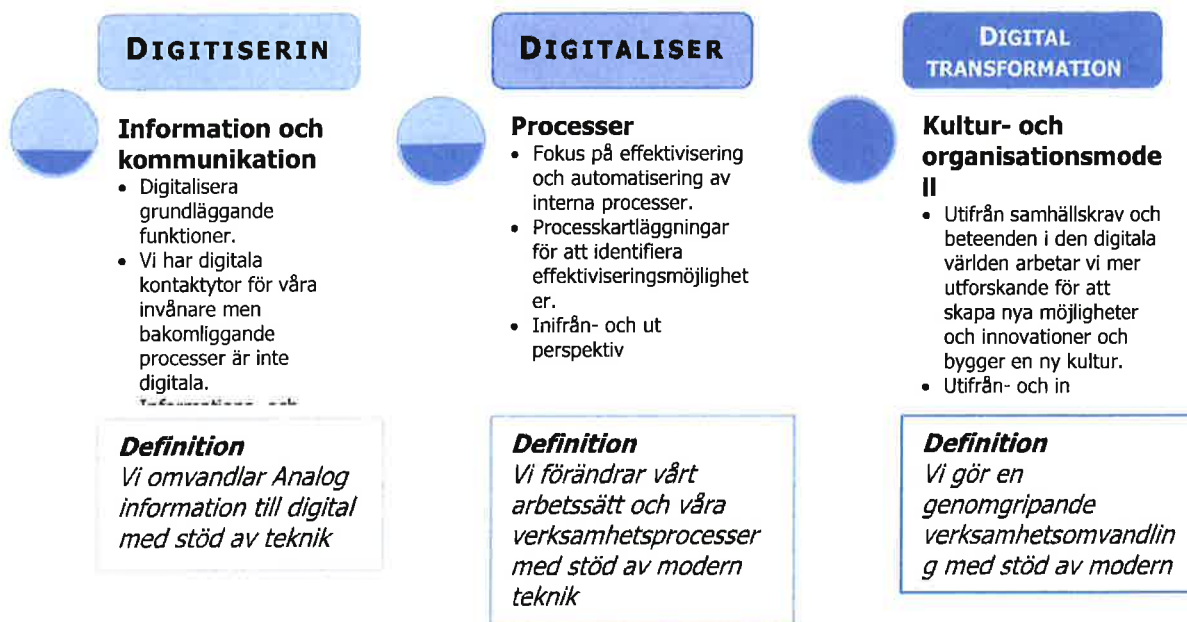 DIGITISERIN
Information och
kommunikation
• Digitalisera
grundläggande
funktioner.
• Vi har digitala
kontaktytor för våra
invånare men
bakomliggande
processer är inte
digitala.
Definition
Vi omvandlar Analog
information till digital
med stöd av teknik
DIGITALISER
Processer
• Fokus på effektivisering
och automatisering av
interna processer.
• Processkartläggningar
för att identifiera
effektiviseringsmöjlighet
er.
• Inifrån- och ut
perspektiv
Definition
Vi förändrar vårt
arbetssätt och våra
verksamhetsprocesser
med stöd av modern
teknik
DIGITAL
TRANSFORMATION
Kultur- och
organisationsmode
ll
• Utifrån samhällskrav och
beteenden i den digitala
världen arbetar vi mer
utforskande för att
skapa nya möjligheter
och innovationer och
bygger en ny kultur.
• Utifrån- och in
Definition
Vi gör en
genomgripande
verksamhetsomvandlin
g med stöd av modern